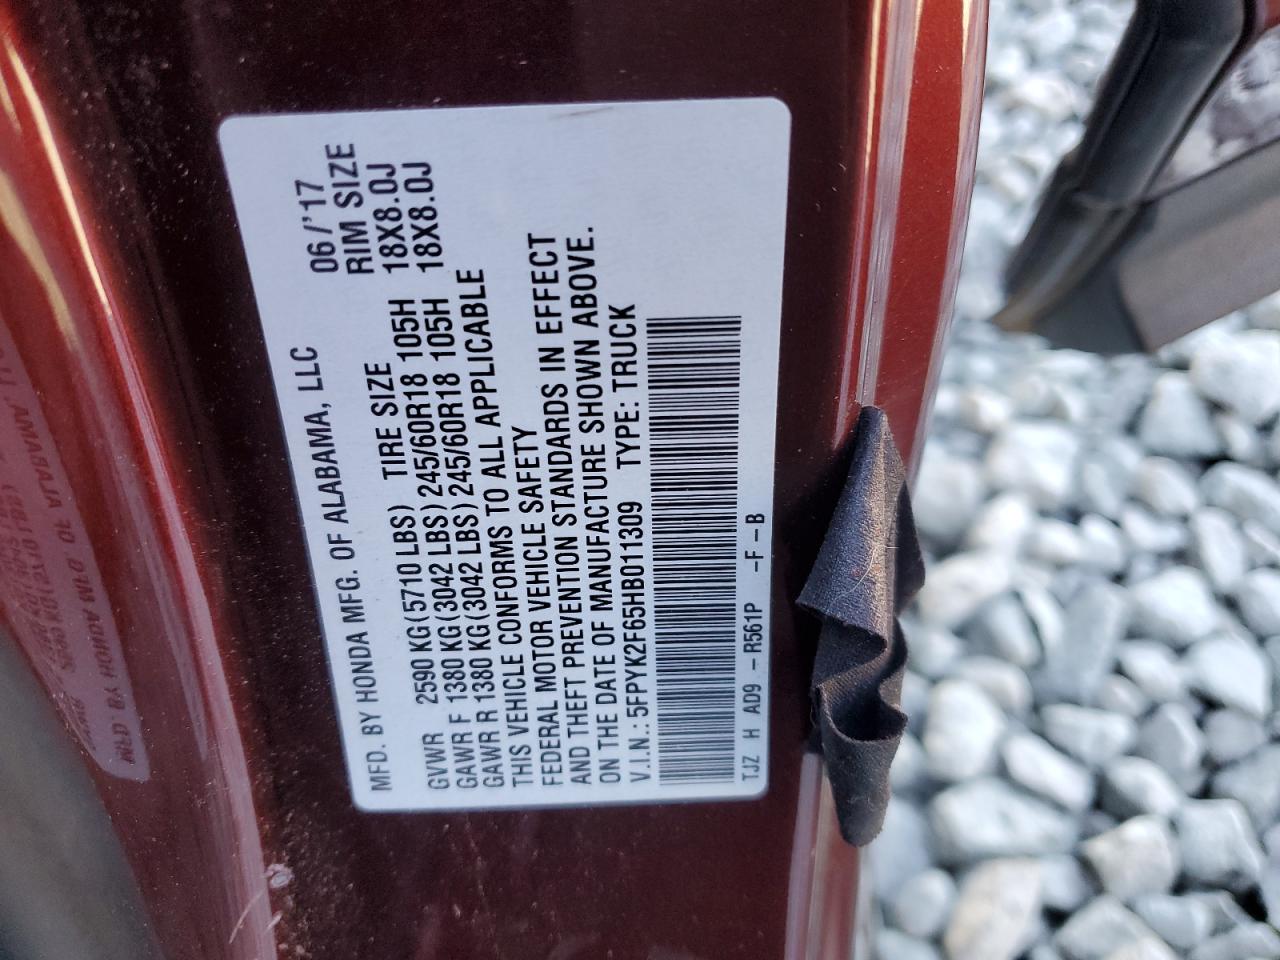 MFD. BY HONDA MFG. OF ALABAMA, LLC 06/'17
GVWR 2590 KG(5710 LBS) TIRE SIZE RIM SIZE
GAWR F 1380 KG(3042 LBS)245/60R18 105H 18X8.0J
GAWR R 1380 KG(3042 LBS)245/60R18 105H 18X8.0J
THIS VEHICLE CONFORMS TO ALL APPLICABLE
FEDERAL MOTOR VEHICLE SAFETY
AND THEFT PREVENTION STANDARDS IN EFFECT
ON THE DATE OF MANUFACTURE SHOWN ABOVE.
V.I.N.: 5FPYK2F65HB011309 TYPE: TRUCK
TJZ H AD9 -R561P -F -B